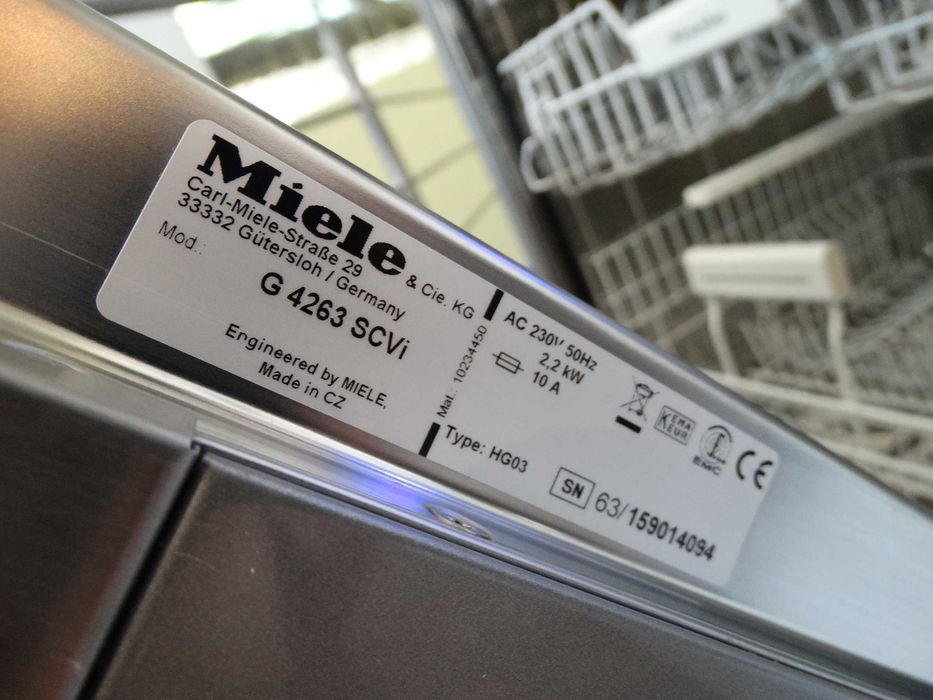 Miele & Cie. KG
Carl-Miele-Straße 29
33332 Gütersloh / Germany
Mod.:
G 4263 SCVi
Engineered by MIELE,
Made in CZ
Mat.: 10234450
AC 230V 50Hz
2,2 kW
10 A
Type: HG03
KEMA
KEUR
EMC
CE
SN 63/159014094